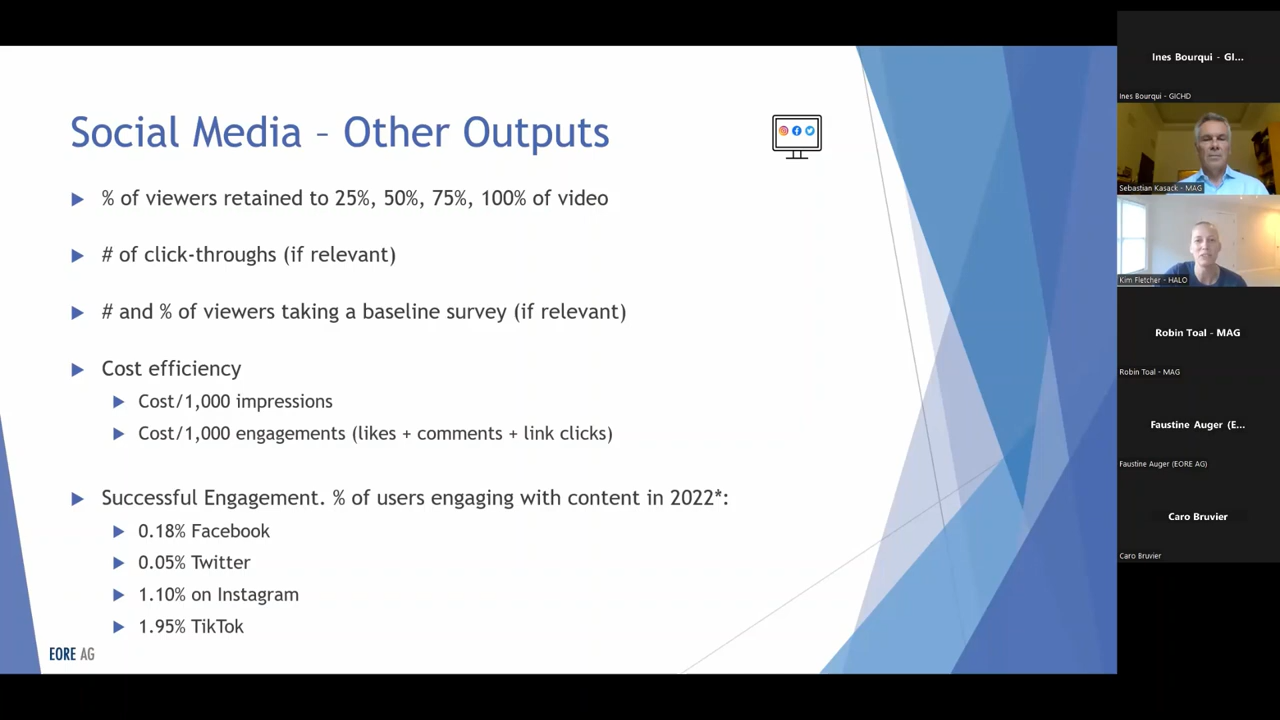 Social Media – Other Outputs
% of viewers retained to 25%, 50%, 75%, 100% of video
# of click-throughs (if relevant)
# and % of viewers taking a baseline survey (if relevant)
Cost efficiency
Cost/1,000 impressions
Cost/1,000 engagements (likes + comments + link clicks)
Successful Engagement. % of users engaging with content in 2022*:
0.18% Facebook
0.05% Twitter
1.10% on Instagram
1.95% TikTok
EORE AG
Ines Bourqui - GI...
Ines Bourqui - GICHD
Sebastian Kasack - MAG
Kim Fletcher - HALO
Robin Toal - MAG
Robin Toal - MAG
Faustine Auger (E...
Faustine Auger (EORE AG)
Caro Bruvier
Caro Bruvier